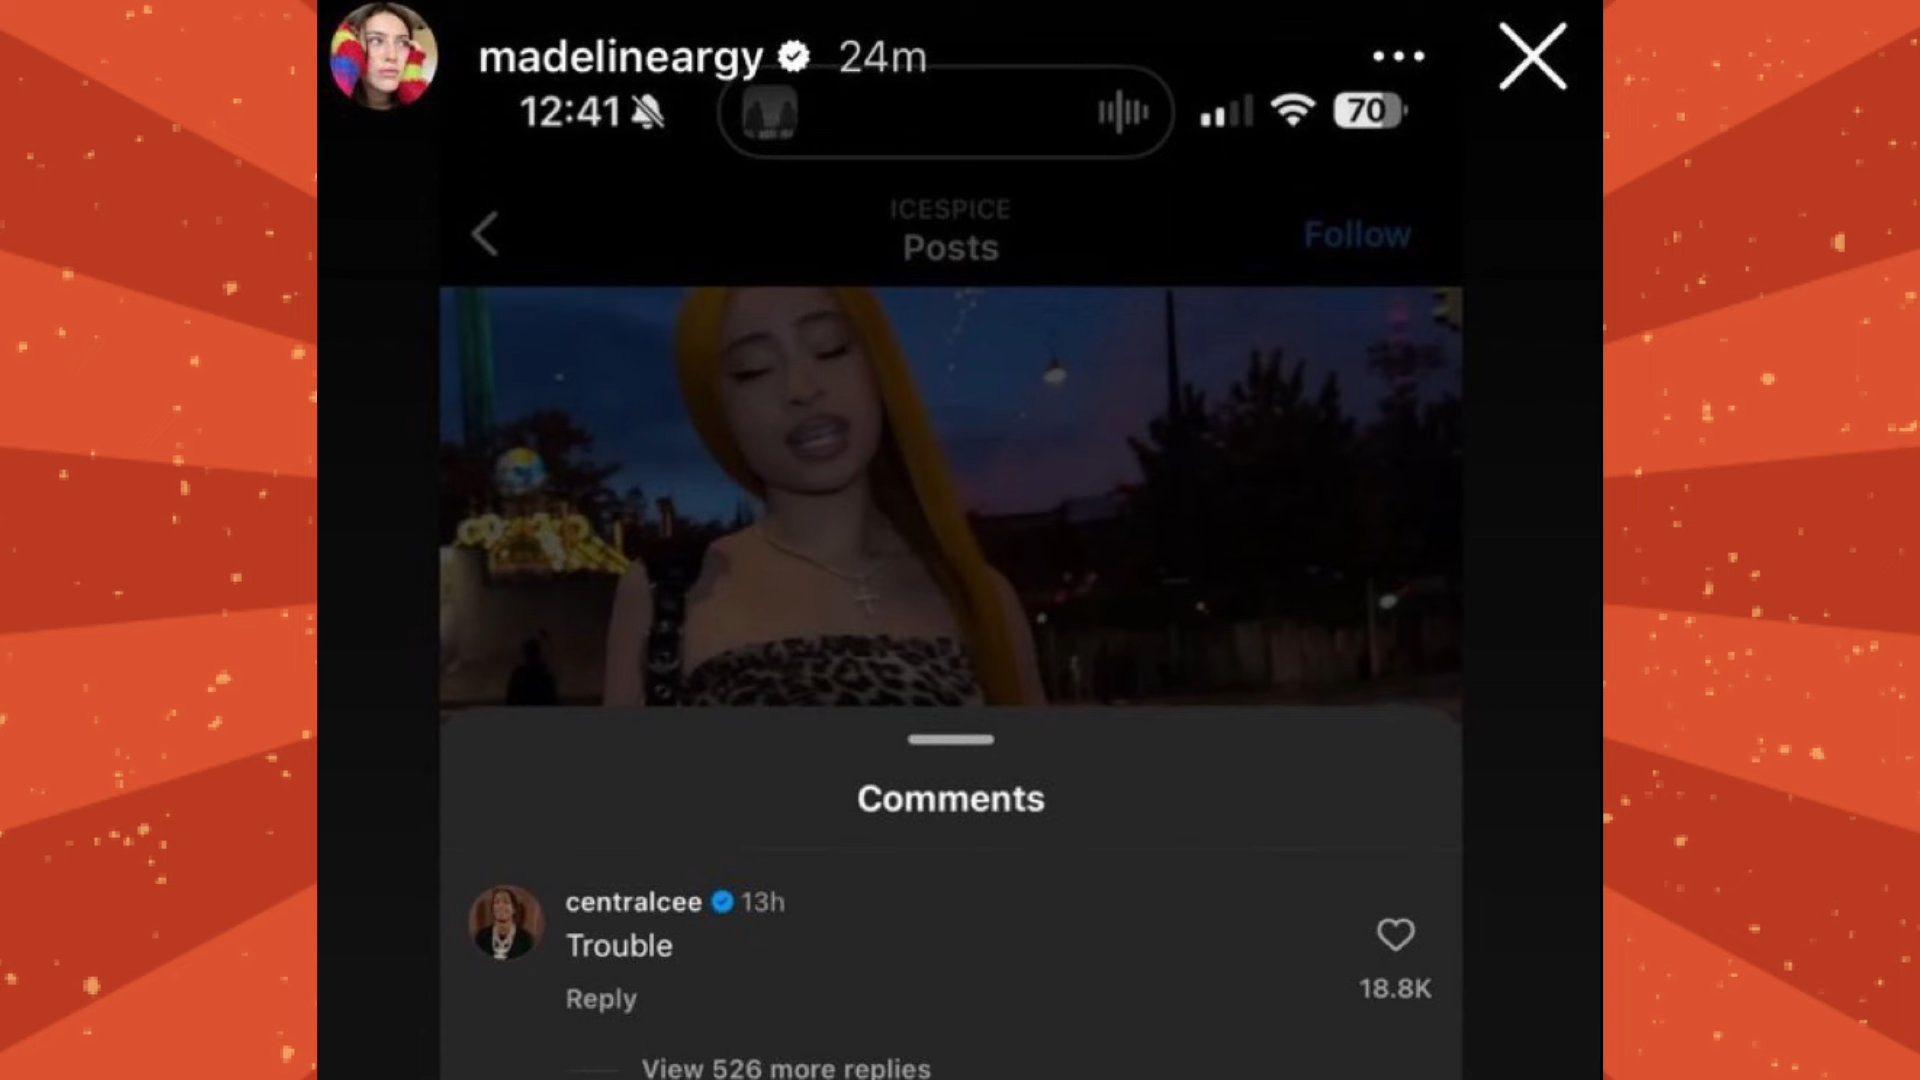 madelineargy 24m
12:41 70
ICESPICE
Posts
Follow
Comments
centralcee 13h
Trouble
Reply
18.8K
View 526 more replies